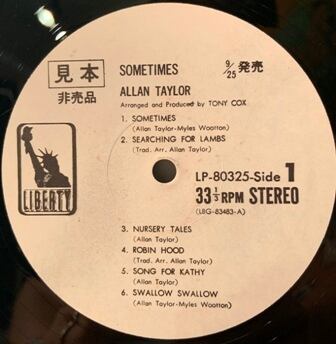 見本
非売品
SOMETIMES
ALLAN TAYLOR
Arranged and Produced by TONY COX
9/25 発売
1. SOMETIMES
(Allan Taylor-Myles Wootton)
2. SEARCHING FOR LAMBS
(Trad. Arr. Allan Taylor)
LIBERTY
LP-80325-Side 1
33 1/3 RPM STEREO
(LBG-83483-A)
3. NURSERY TALES
(Allan Taylor)
4. ROBIN HOOD
(Trad. Arr. Allan Taylor)
5. SONG FOR KATHY
(Allan Taylor)
6. SWALLOW SWALLOW
(Allan Taylor-Myles Wootton)